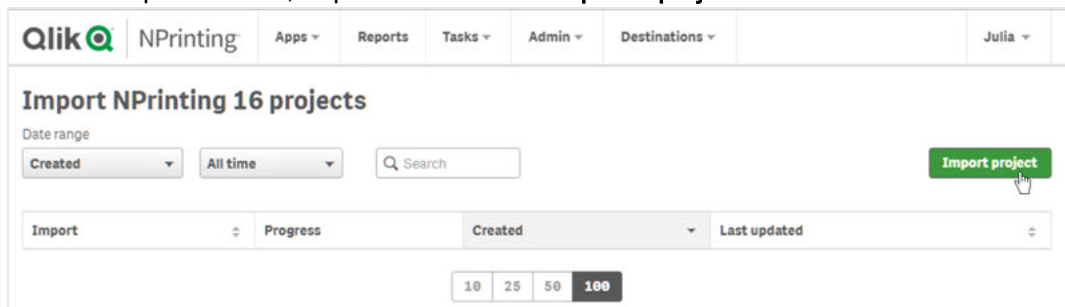 Qlik NPrinting Apps Reports Tasks Admin Destinations Julia
Import NPrinting 16 projects
Date range
Created All time Search Import project
Import Progress Created Last updated
10 25 50 100